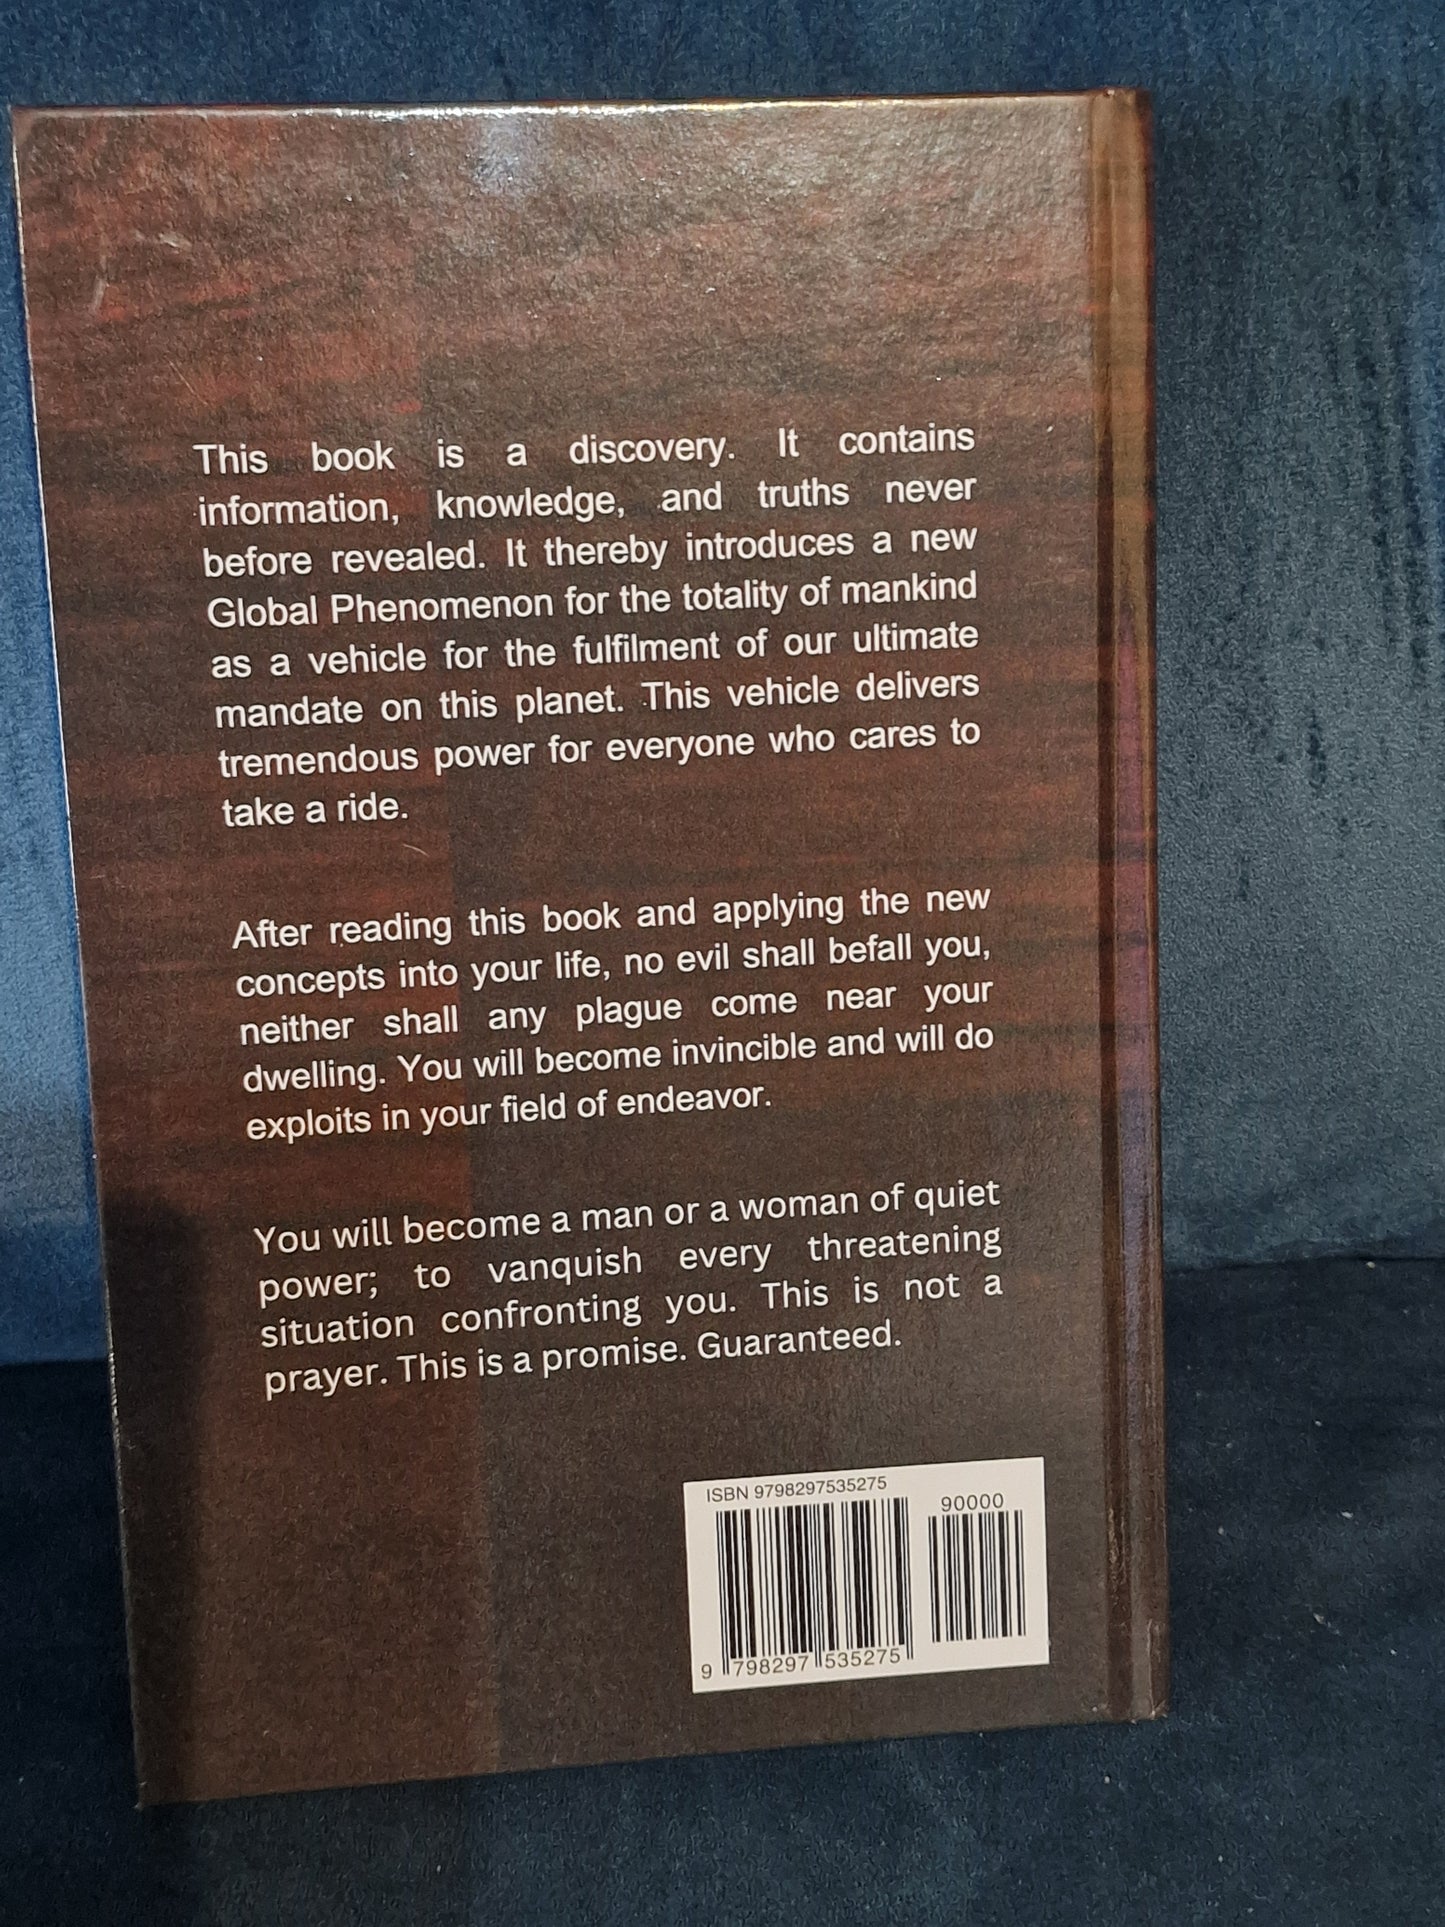 This book is a discovery. It contains
information, knowledge, and truths never
before revealed. It thereby introduces a new
Global Phenomenon for the totality of mankind
as a vehicle for the fulfilment of our ultimate
mandate on this planet. This vehicle delivers
tremendous power for everyone who cares to
take a ride.
After reading this book and applying the new
concepts into your life, no evil shall befall you,
neither shall any plague come near your
dwelling. You will become invincible and will do
exploits in your field of endeavor.
You will become a man or a woman of quiet
power; to vanquish every threatening
situation confronting you. This is not a
prayer. This is a promise. Guaranteed.
ISBN 9798297535275
90000
9 798297 535275